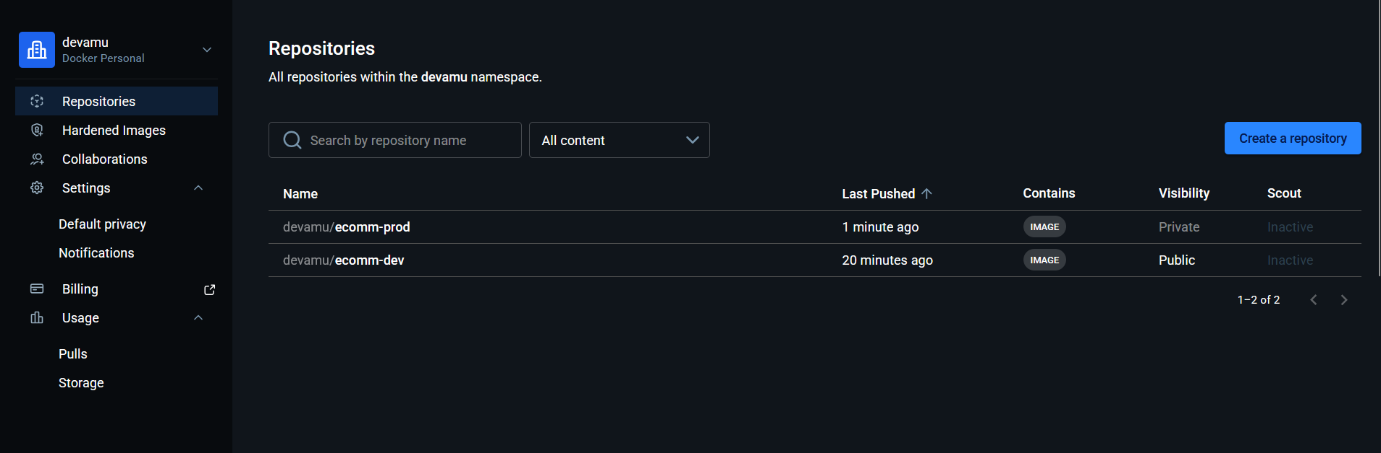 devamu
Docker Personal
Repositories
Hardened Images
Collaborations
Settings
Default privacy
Notifications
Billing
Usage
Pulls
Storage
Repositories
All repositories within the devamu namespace.
Search by repository name
All content
Create a repository
Name Last Pushed Contains Visibility Scout
devamu/ecomm-prod 1 minute ago IMAGE Private Inactive
devamu/ecomm-dev 20 minutes ago IMAGE Public Inactive
1–2 of 2